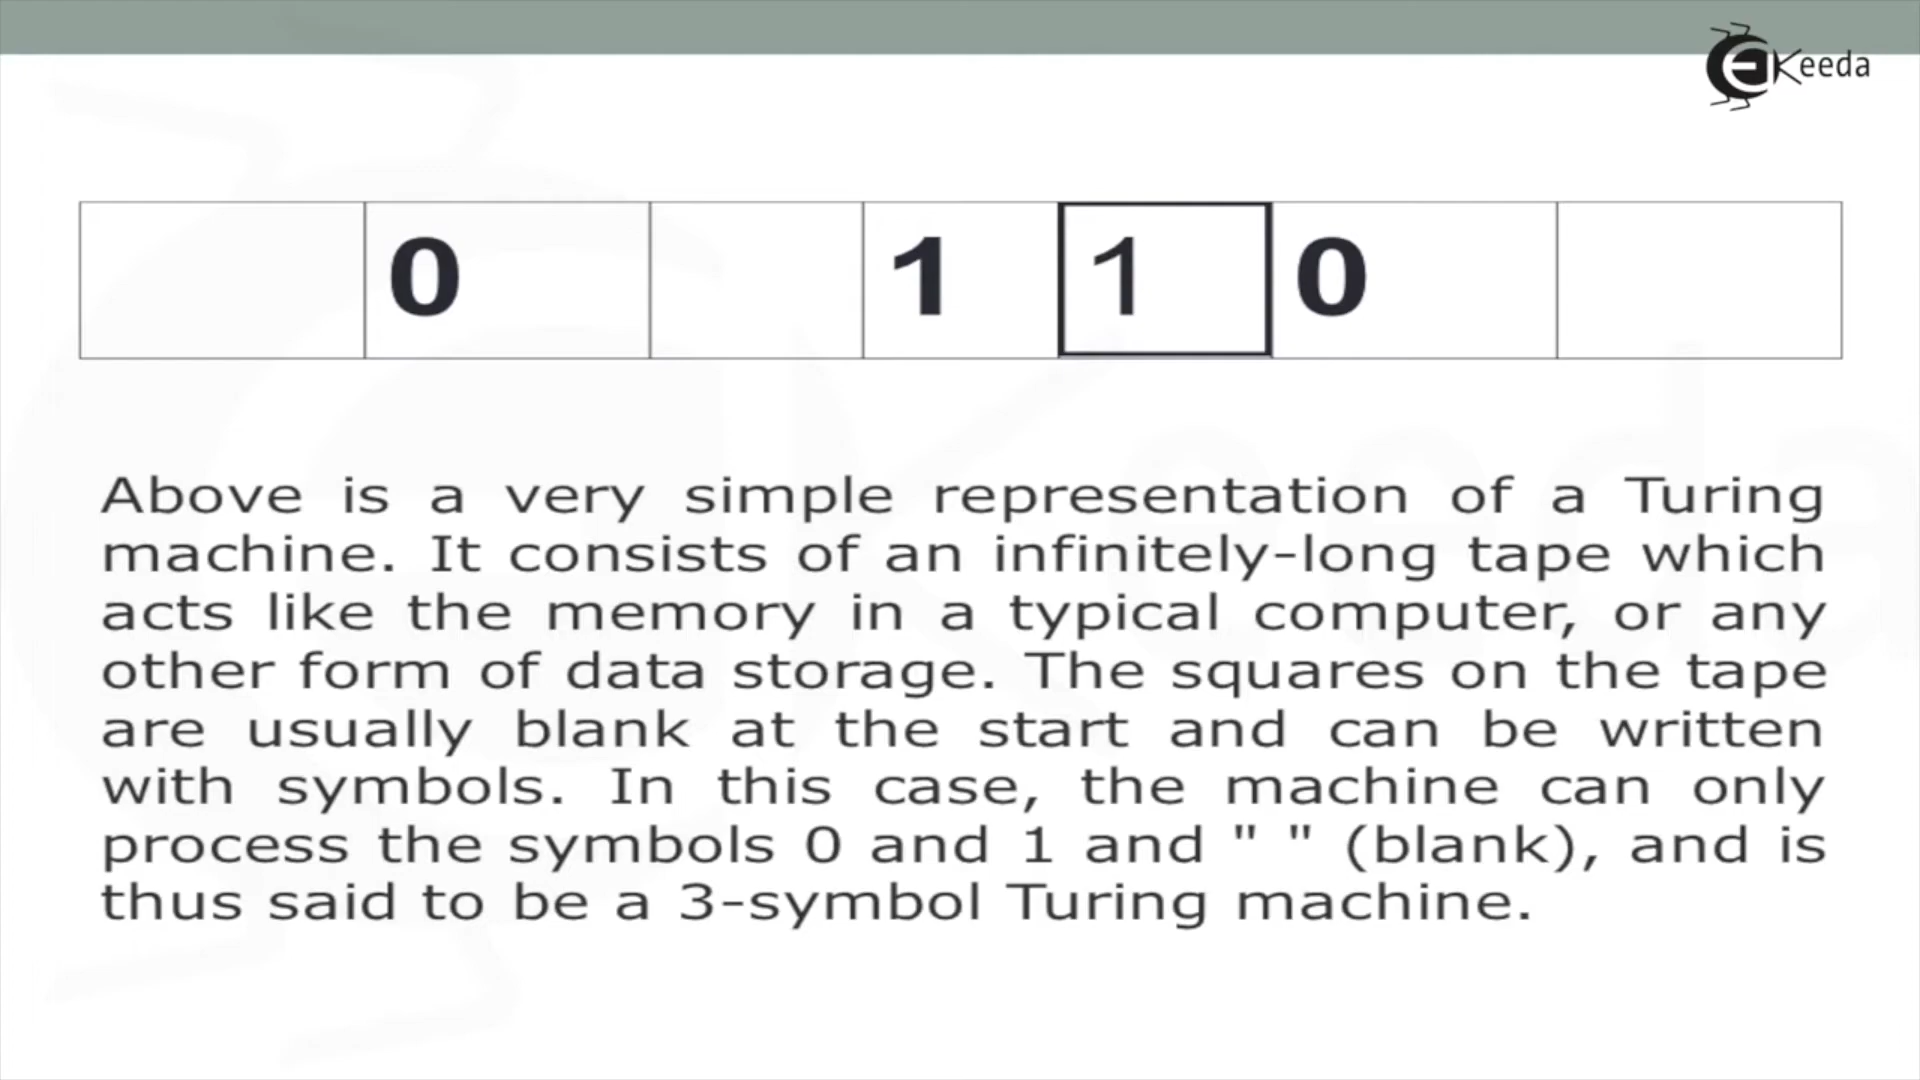 Keeda
0 1 1 0
Above is a very simple representation of a Turing
machine. It consists of an infinitely-long tape which
acts like the memory in a typical computer, or any
other form of data storage. The squares on the tape
are usually blank at the start and can be written
with symbols. In this case, the machine can only
process the symbols 0 and 1 and " " (blank), and is
thus said to be a 3-symbol Turing machine.